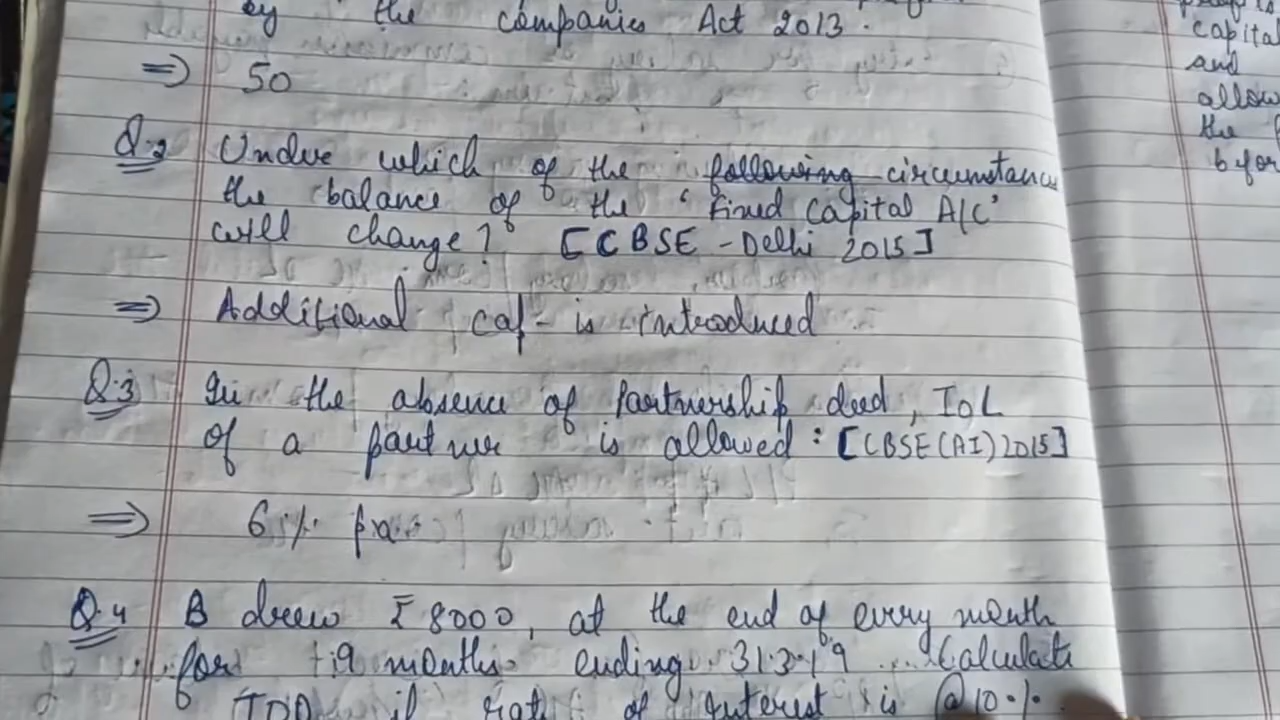 by the companies Act 2013.
=) 50
Q.2 Under which of the following circumstances
the balance of the 'Fixed Capital A/C'
will change? [CBSE - Delhi 2015]
=) Additional cap- is introduced
Q.3 In the absence of Partnership deed, IOL
of a partner is allowed: [CBSE (AI) 2015]
=) 6% p.a.
Q.4 B drew ₹8000, at the end of every month
for 9 months ending 31.3.19. Calculate
IOD if rate of Interest is @10%.
capital
and
allow
the
before